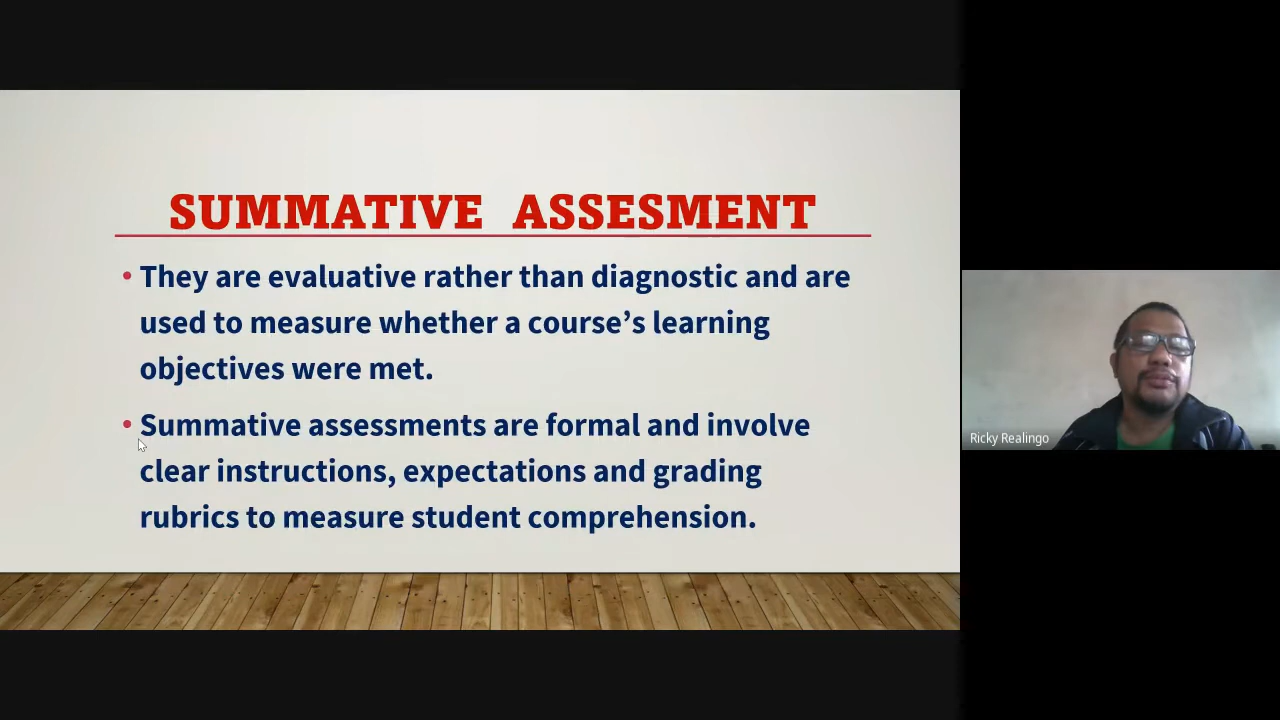 SUMMATIVE ASSESMENT
• They are evaluative rather than diagnostic and are
used to measure whether a course’s learning
objectives were met.
• Summative assessments are formal and involve
clear instructions, expectations and grading
rubrics to measure student comprehension.
Ricky Realingo